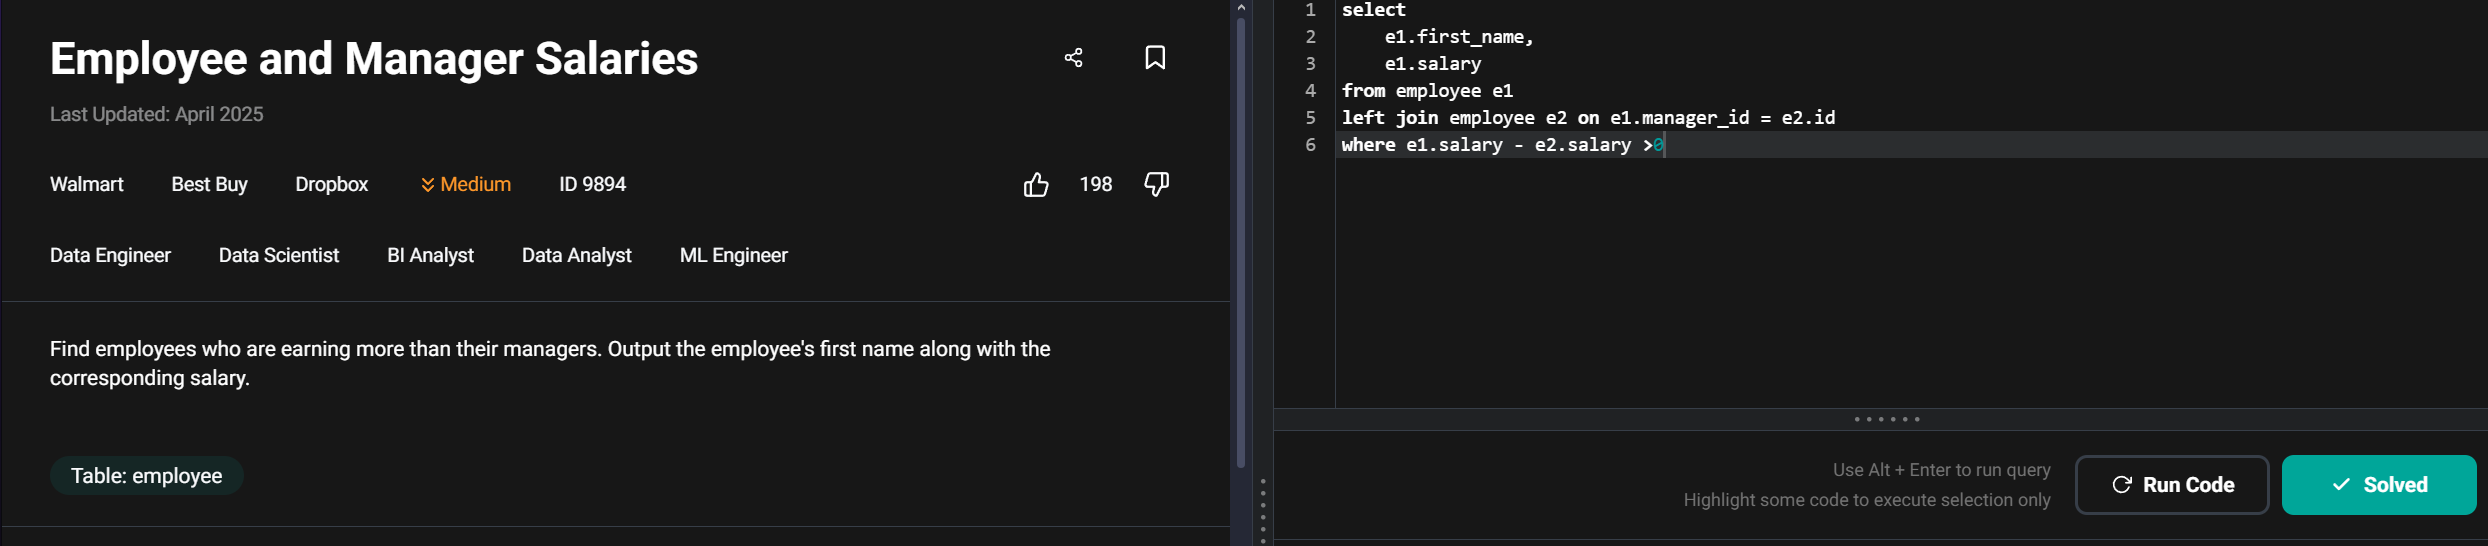 Employee and Manager Salaries
Last Updated: April 2025
Walmart Best Buy Dropbox Medium ID 9894 198
Data Engineer Data Scientist BI Analyst Data Analyst ML Engineer
Find employees who are earning more than their managers. Output the employee's first name along with the
corresponding salary.
Table: employee
1 select
2     e1.first_name,
3     e1.salary
4 from employee e1
5 left join employee e2 on e1.manager_id = e2.id
6 where e1.salary - e2.salary >0
Use Alt + Enter to run query
Highlight some code to execute selection only
Run Code
Solved